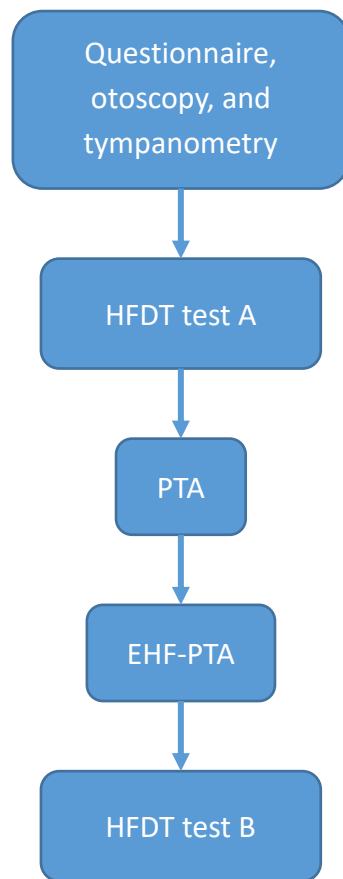 Questionnaire,
otoscopy, and
tympanometry
HFDT test A
PTA
EHF-PTA
HFDT test B